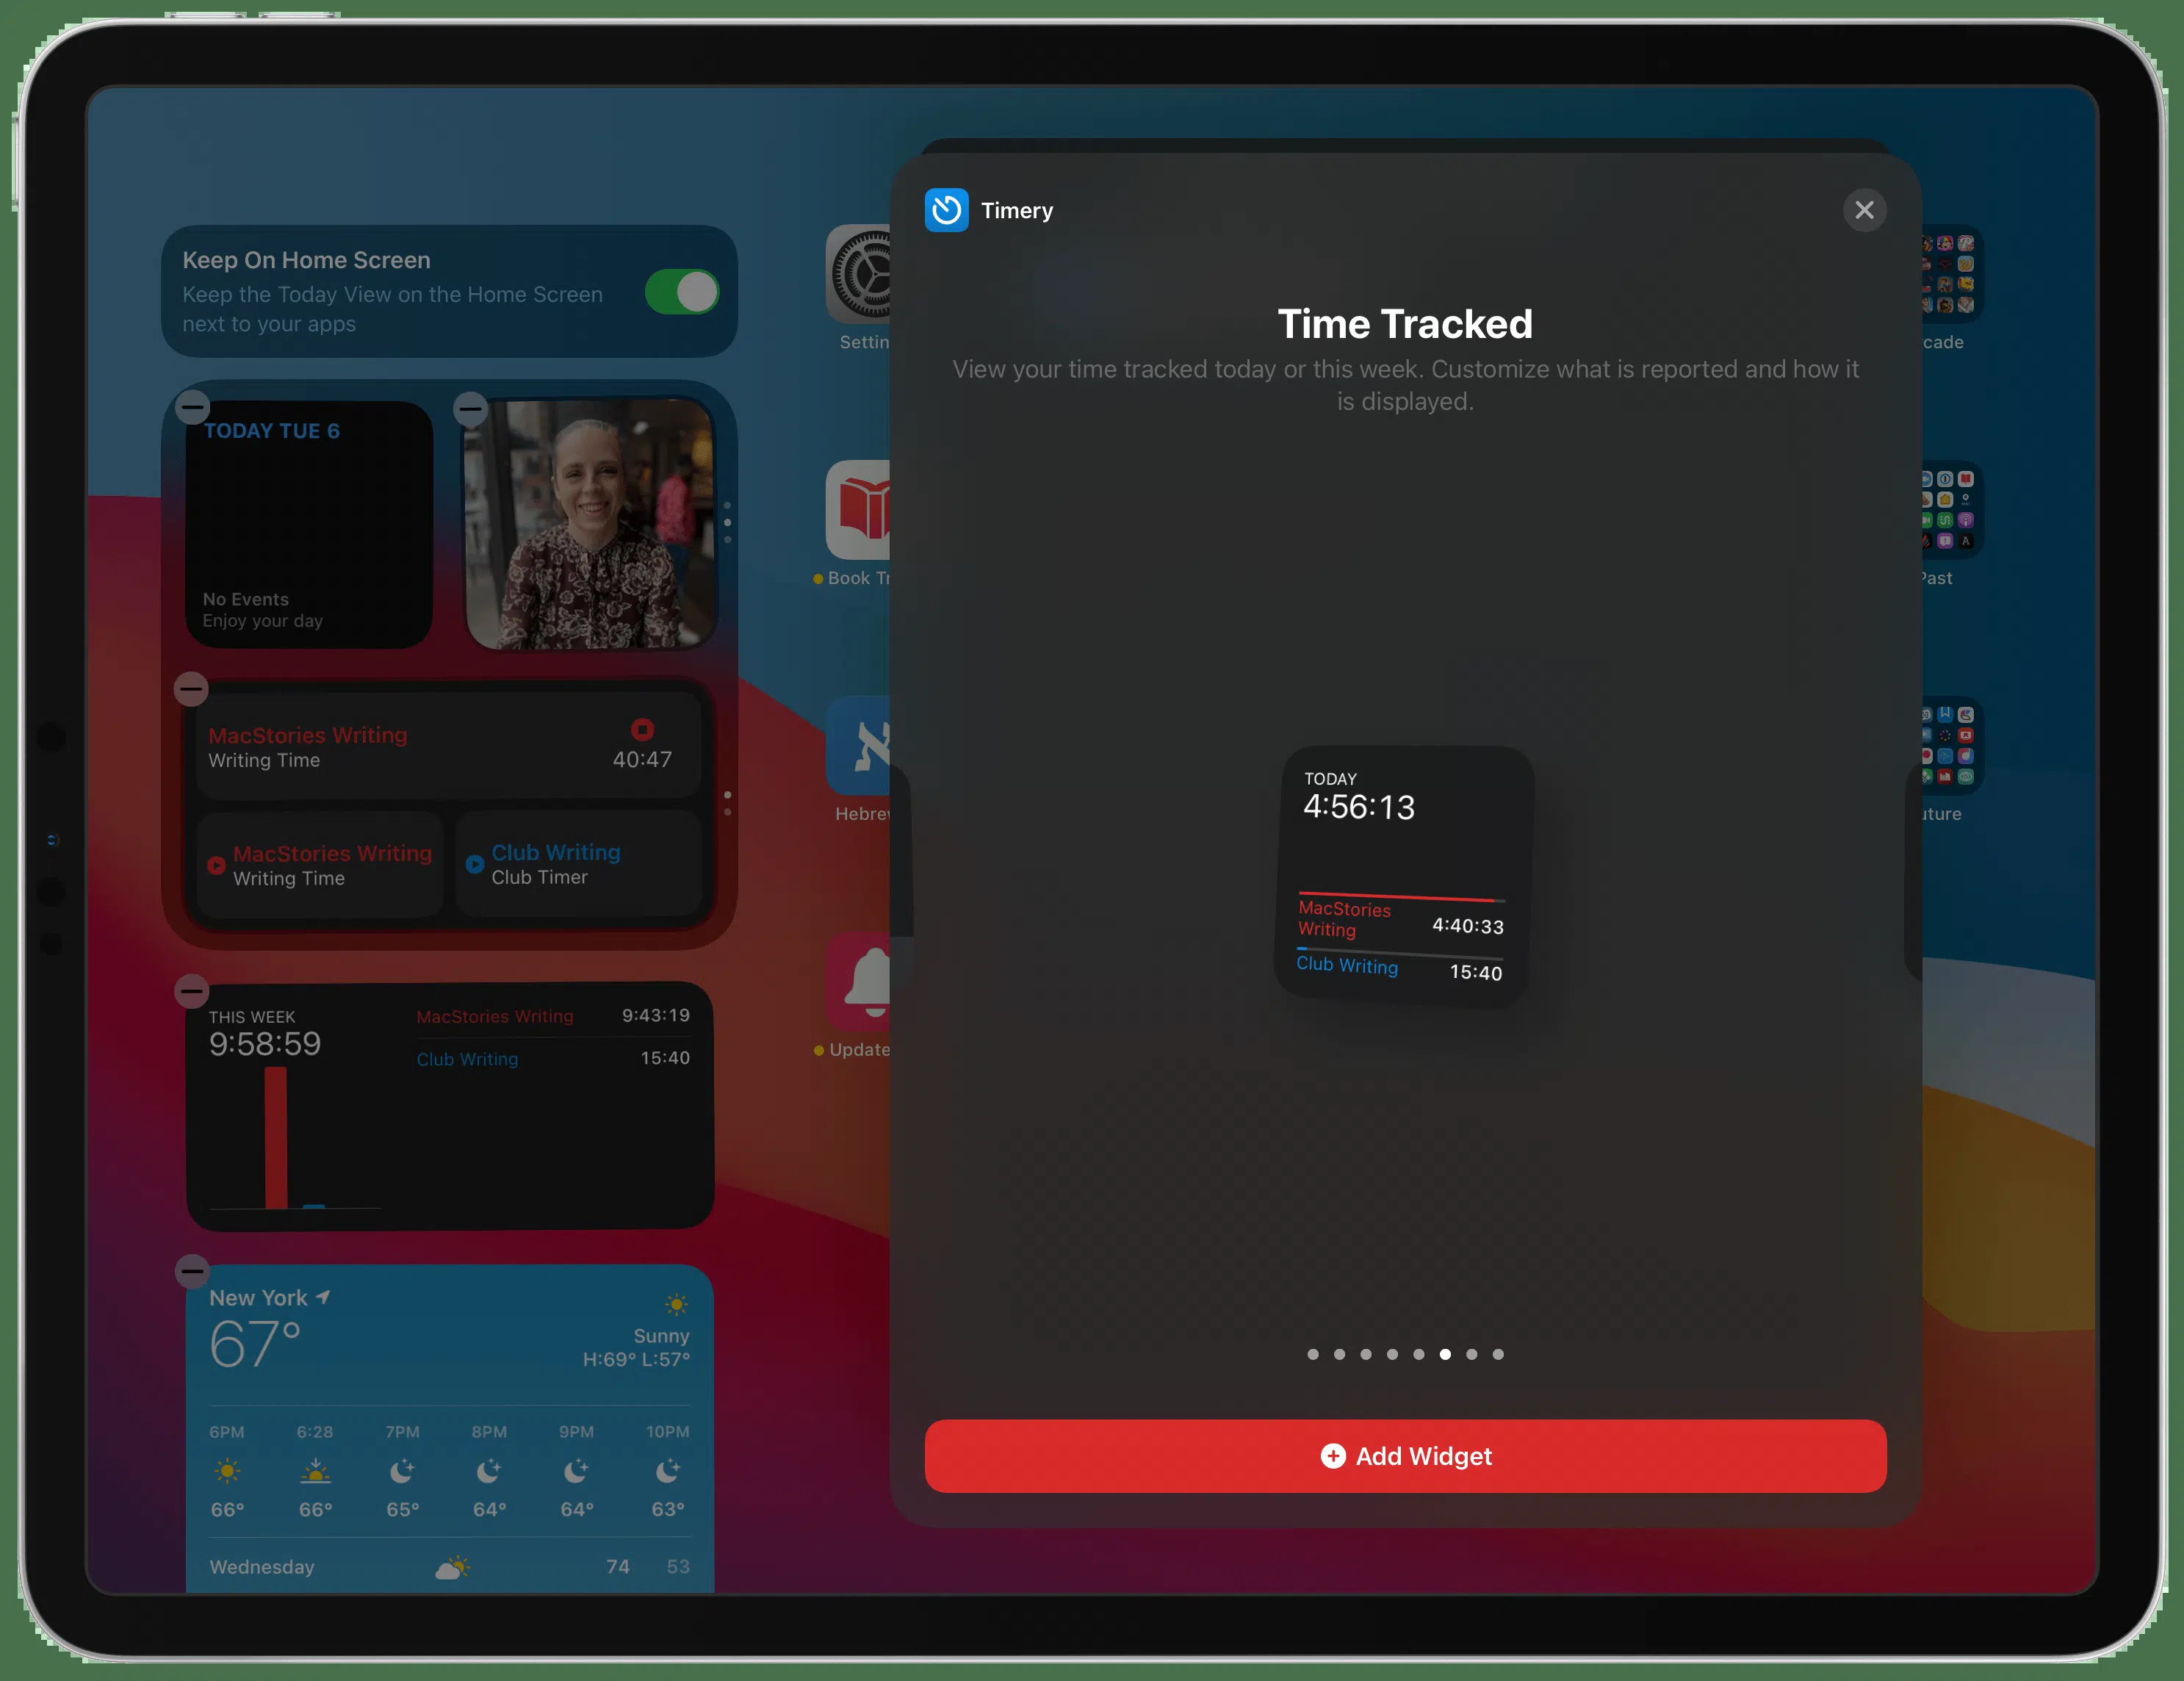 Keep On Home Screen
Keep the Today View on the Home Screen
next to your apps
TODAY TUE 6
No Events
Enjoy your day
MacStories Writing
Writing Time
40:47
MacStories Writing
Writing Time
Club Writing
Club Timer
THIS WEEK
9:58:59
MacStories Writing 9:43:19
Club Writing 15:40
New York
67°
Sunny
H:69° L:57°
6PM 6:28 7PM 8PM 9PM 10PM
66° 66° 65° 64° 64° 63°
Wednesday 74 53
Settin
Book Tr
Hebre
Update
Timery
Time Tracked
View your time tracked today or this week. Customize what is reported and how it
is displayed.
TODAY
4:56:13
MacStories
Writing
4:40:33
Club Writing 15:40
Add Widget
cade
Past
uture